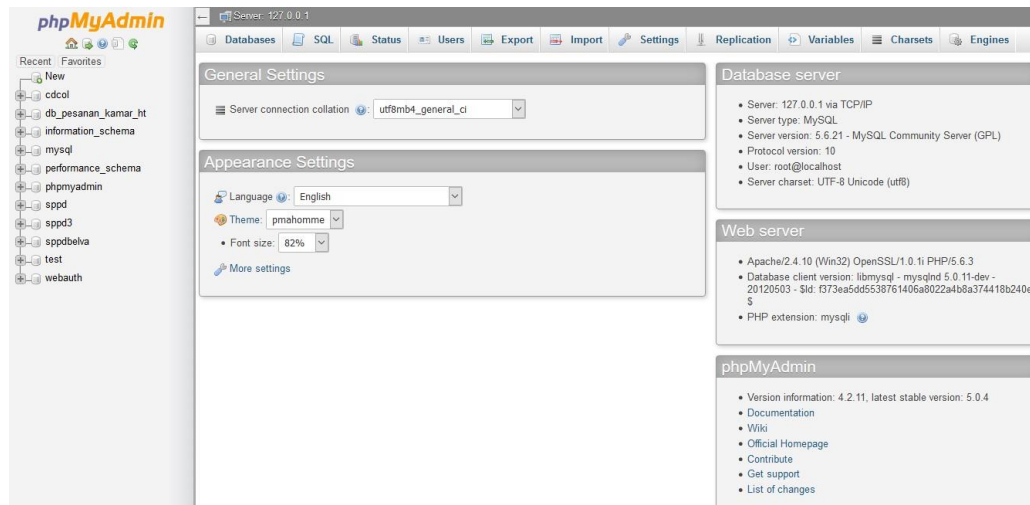 phpMyAdmin
Recent Favorites
New
cdcol
db_pesanan_kamar_ht
information_schema
mysql
performance_schema
phpmyadmin
sppd
sppd3
sppdbelva
test
webauth
Server: 127.0.0.1
Databases SQL Status Users Export Import Settings Replication Variables Charsets Engines
General Settings
Server connection collation : utf8mb4_general_ci
Appearance Settings
Language : English
Theme: pmahomme
• Font size: 82%
More settings
Database server
• Server: 127.0.0.1 via TCP/IP
• Server type: MySQL
• Server version: 5.6.21 - MySQL Community Server (GPL)
• Protocol version: 10
• User: root@localhost
• Server charset: UTF-8 Unicode (utf8)
Web server
• Apache/2.4.10 (Win32) OpenSSL/1.0.1i PHP/5.6.3
• Database client version: libmysql - mysqlnd 5.0.11-dev -
20120503 - $Id: f373ea5dd5538761406a8022a4b8a374418b240e
$
• PHP extension: mysqli
phpMyAdmin
• Version information: 4.2.11, latest stable version: 5.0.4
• Documentation
• Wiki
• Official Homepage
• Contribute
• Get support
• List of changes